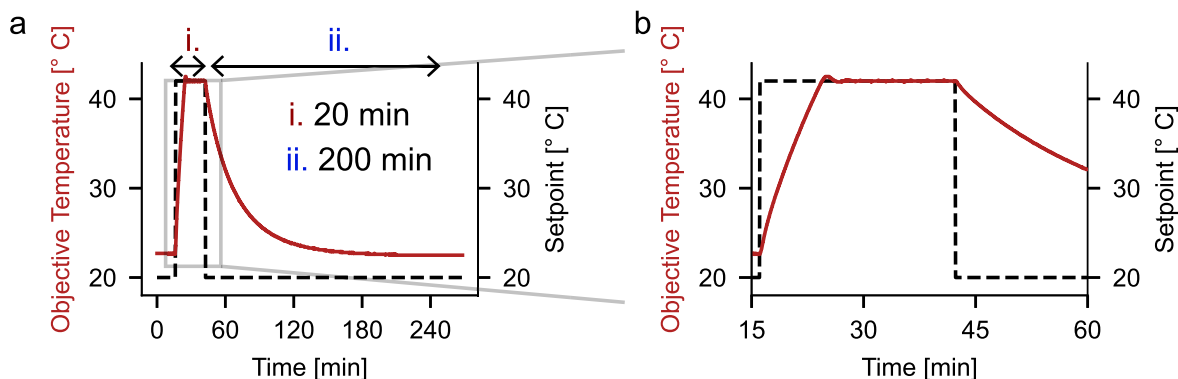 a
i.
ii.
Objective Temperature [° C]
40
30
20
i. 20 min
ii. 200 min
40
30
20
Setpoint [° C]
0 60 120 180 240
Time [min]
b
Objective Temperature [° C]
40
30
20
40
30
20
Setpoint [° C]
15 30 45 60
Time [min]